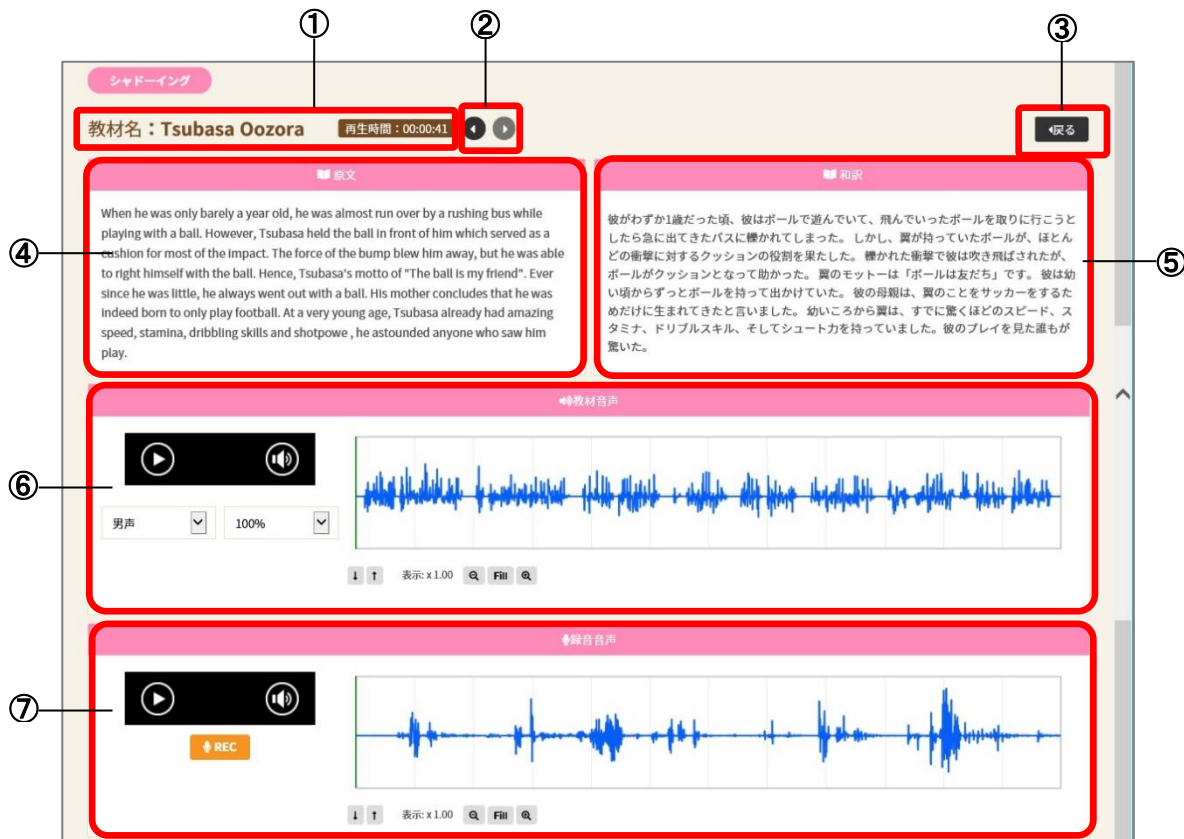 ① ② ③
シャドーイング
教材名：Tsubasa Oozora 再生時間：00:00:41 戻る
④
原文
When he was only barely a year old, he was almost run over by a rushing bus while
playing with a ball. However, Tsubasa held the ball in front of him which served as a
cushion for most of the impact. The force of the bump blew him away, but he was able
to right himself with the ball. Hence, Tsubasa's motto of "The ball is my friend". Ever
since he was little, he always went out with a ball. His mother concludes that he was
indeed born to only play football. At a very young age, Tsubasa already had amazing
speed, stamina, dribbling skills and shotpowe , he astounded anyone who saw him
play.
⑤
和訳
彼がわずか1歳だった頃、彼はボールで遊んでいて、飛んでいったボールを取りに行こうと
したら急に出てきたバスに轢かれてしまった。 しかし、翼が持っていたボールが、ほとん
どの衝撃に対するクッションの役割を果たした。 轢かれた衝撃で彼は吹き飛ばされたが、
ボールがクッションとなって助かった。 翼のモットーは「ボールは友だち」です。 彼は幼
い頃からずっとボールを持って出かけていた。 彼の母親は、翼のことをサッカーをするた
めだけに生まれてきたと言いました。 幼いころから翼は、すでに驚くほどのスピード、ス
タミナ、ドリブルスキル、そしてシュート力を持っていました。彼のプレイを見た誰もが
驚いた。
⑥
教材音声
男声 100%
↓ ↑ 表示: x 1.00 Fill
⑦
録音音声
REC
↓ ↑ 表示: x 1.00 Fill